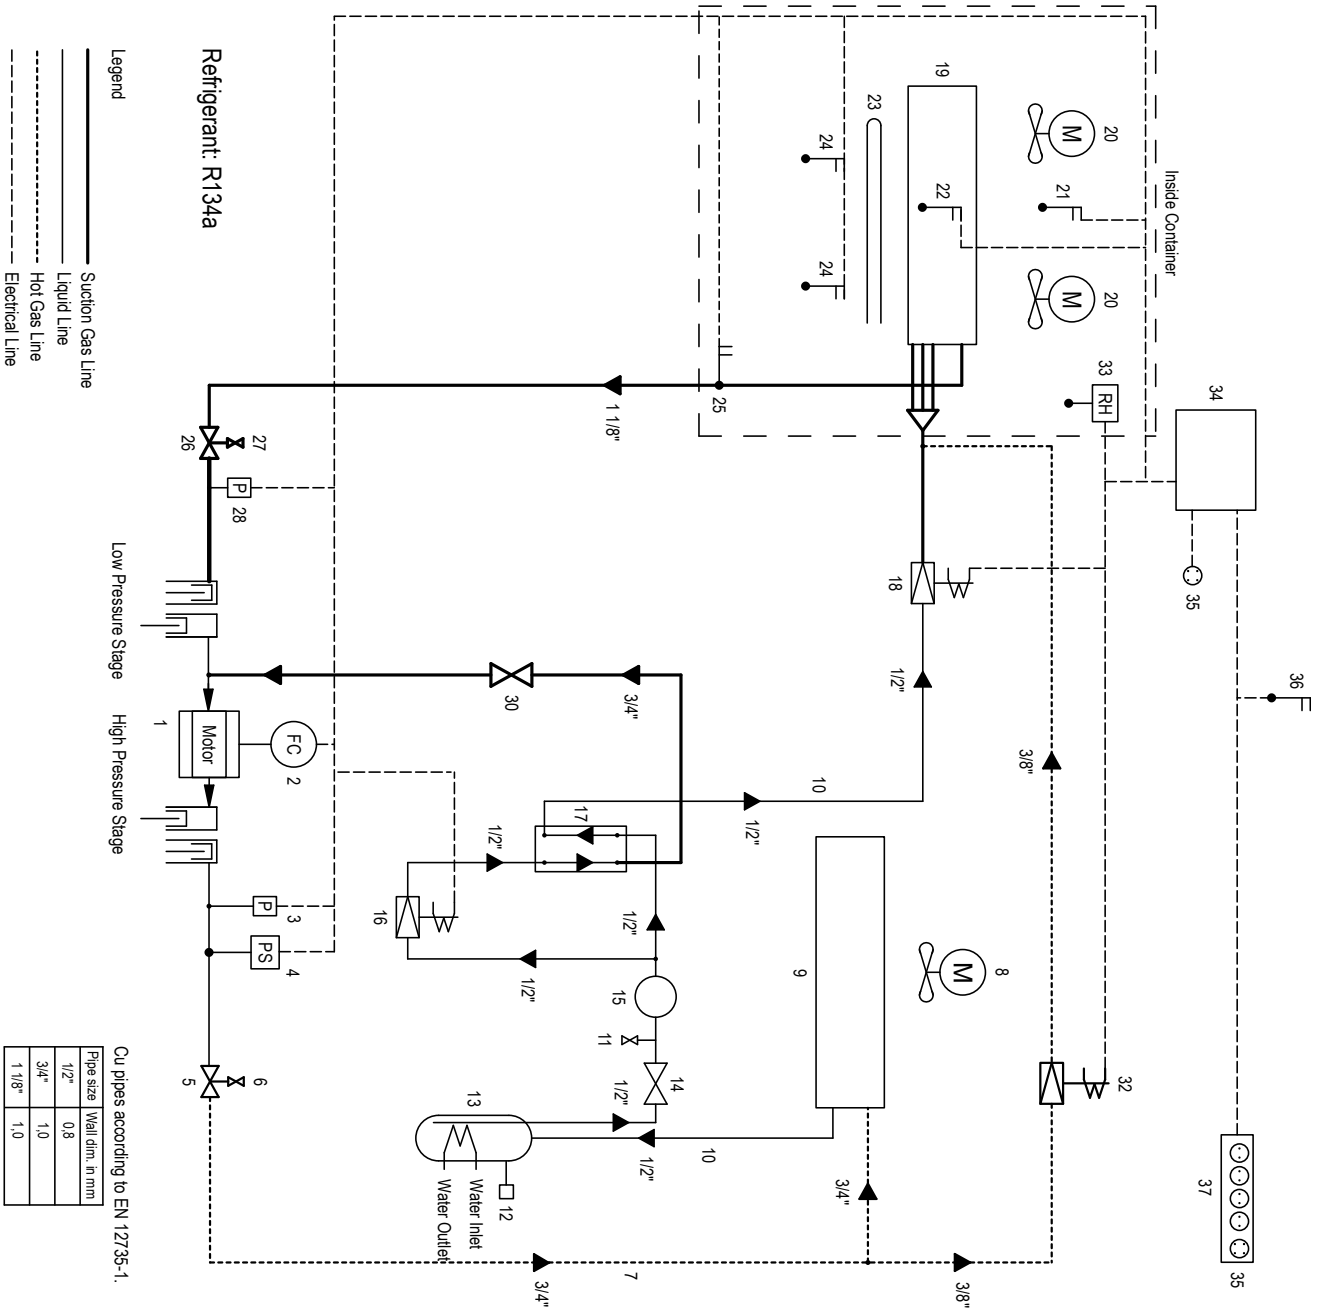 Refrigerant: R134a
Legend
Suction Gas Line
Liquid Line
Hot Gas Line
Electrical Line
Inside Container
19
23
20
M
24
22
21
24
20
M
25
33
RH
34
1 1/8"
26
27
P
28
35
18
36
Low Pressure Stage
High Pressure Stage
1
Motor
FC
2
30
3/4"
1/2"
3/8"
10
17
1/2"
1/2"
16
1/2"
1/2"
P
3
PS
4
15
11
14
1/2"
9
M
8
32
5
6
13
12
Water Inlet
Water Outlet
10
1/2"
3/4"
37
35
7
3/4"
3/8"
Cu pipes according to EN 12735-1.
Pipe size Wall dim. in mm
1/2" 0,8
3/4" 1,0
1 1/8" 1,0